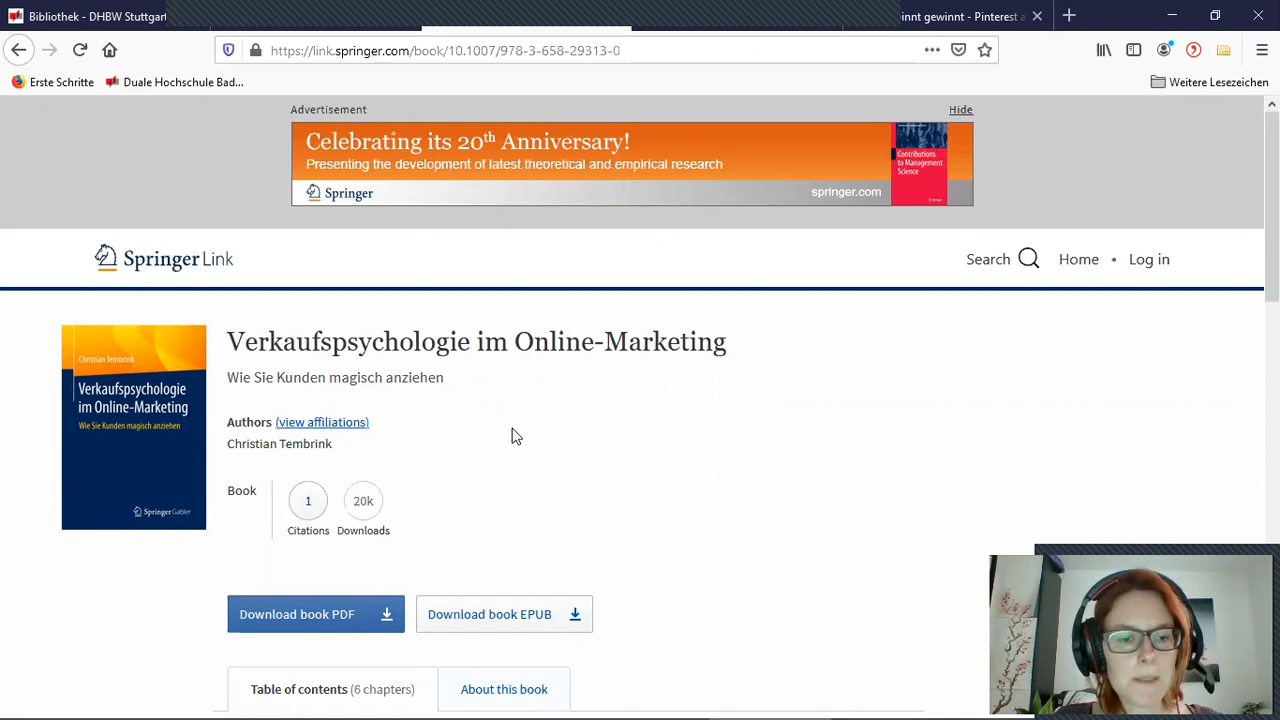 Bibliothek - DHBW Stuttgart
innt gewinnt - Pinterest a
https://link.springer.com/book/10.1007/978-3-658-29313-0
Erste Schritte
Duale Hochschule Bad...
Weitere Lesezeichen
Advertisement
Hide
Celebrating its 20th Anniversary!
Presenting the development of latest theoretical and empirical research
Springer
springer.com
Contributions
to Management
Science
Springer Link
Search
Home
Log in
Christian Tembrink
Verkaufspsychologie
im Online-Marketing
Wie Sie Kunden magisch anziehen
Springer Gabler
Verkaufspsychologie im Online-Marketing
Wie Sie Kunden magisch anziehen
Authors (view affiliations)
Christian Tembrink
Book
1
Citations
20k
Downloads
Download book PDF
Download book EPUB
Table of contents (6 chapters)
About this book